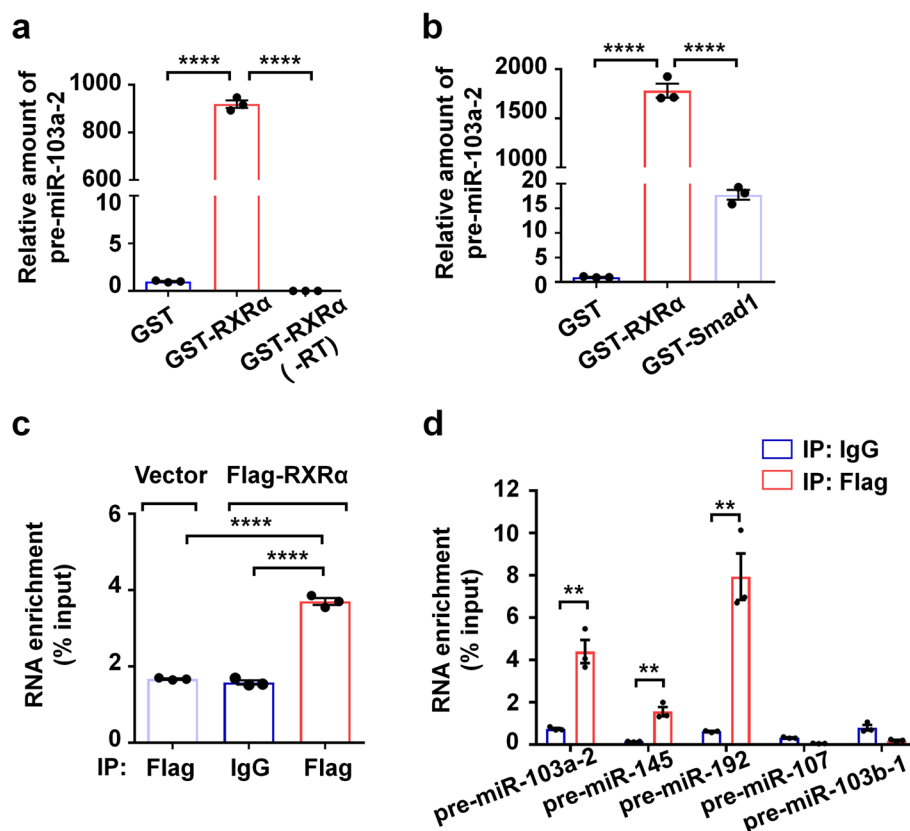 a
Relative amount of
pre-miR-103a-2
**** ****
1000
800
600
10
5
0
GST
GST-RXRα
GST-RXRα
( -RT)
b
Relative amount of
pre-miR-103a-2
**** ****
2000
1500
1000
20
15
10
5
0
GST
GST-RXRα
GST-Smad1
c
Vector Flag-RXRα
RNA enrichment
(% input)
****
****
6
4
2
0
IP: Flag IgG Flag
d
IP: IgG
IP: Flag
RNA enrichment
(% input)
12
10
8
6
4
2
0
**
**
**
pre-miR-103a-2
pre-miR-145
pre-miR-192
pre-miR-107
pre-miR-103b-1